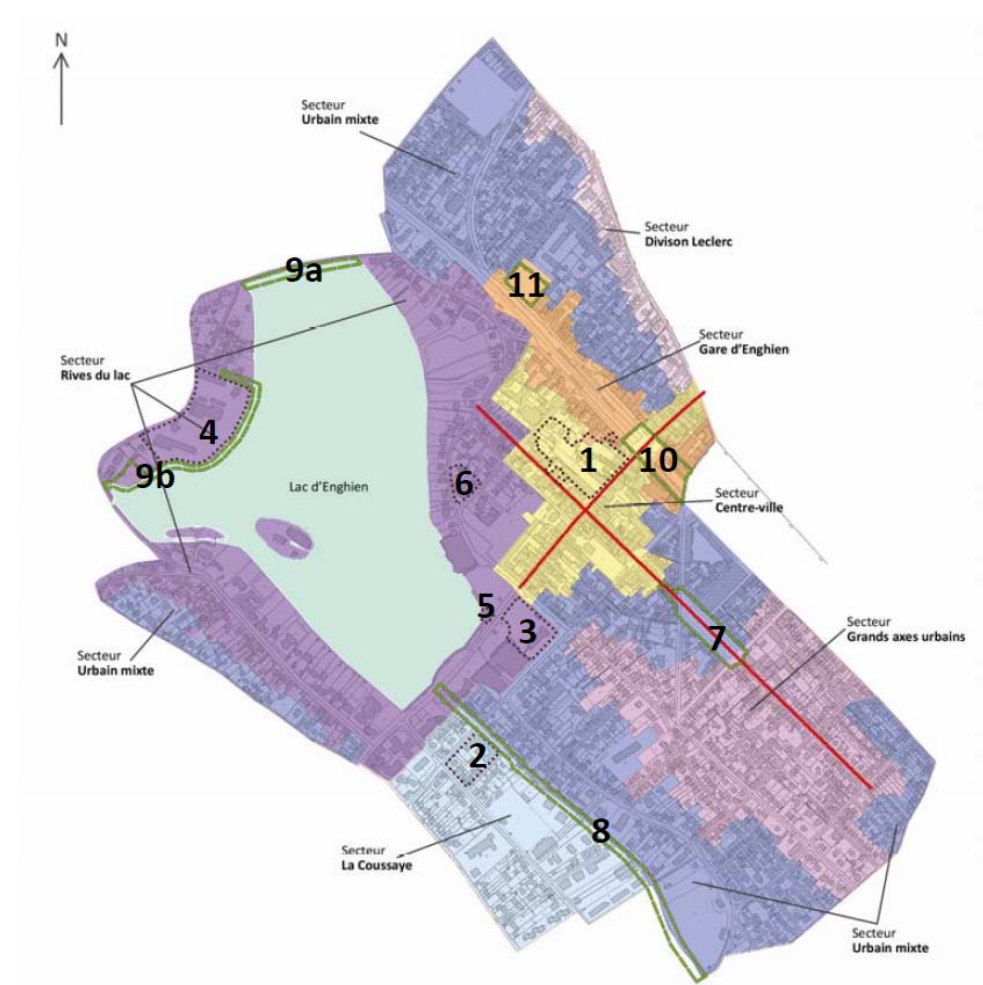 N
Secteur
Urbain mixte
Secteur
Divison Leclerc
9a
11
Secteur
Gare d'Enghien
Secteur
Rives du lac
4
1
10
9b
6
Lac d'Enghien
Secteur
Centre-ville
5
3
7
Secteur
Grands axes urbains
Secteur
Urbain mixte
2
8
Secteur
La Coussaye
Secteur
Urbain mixte